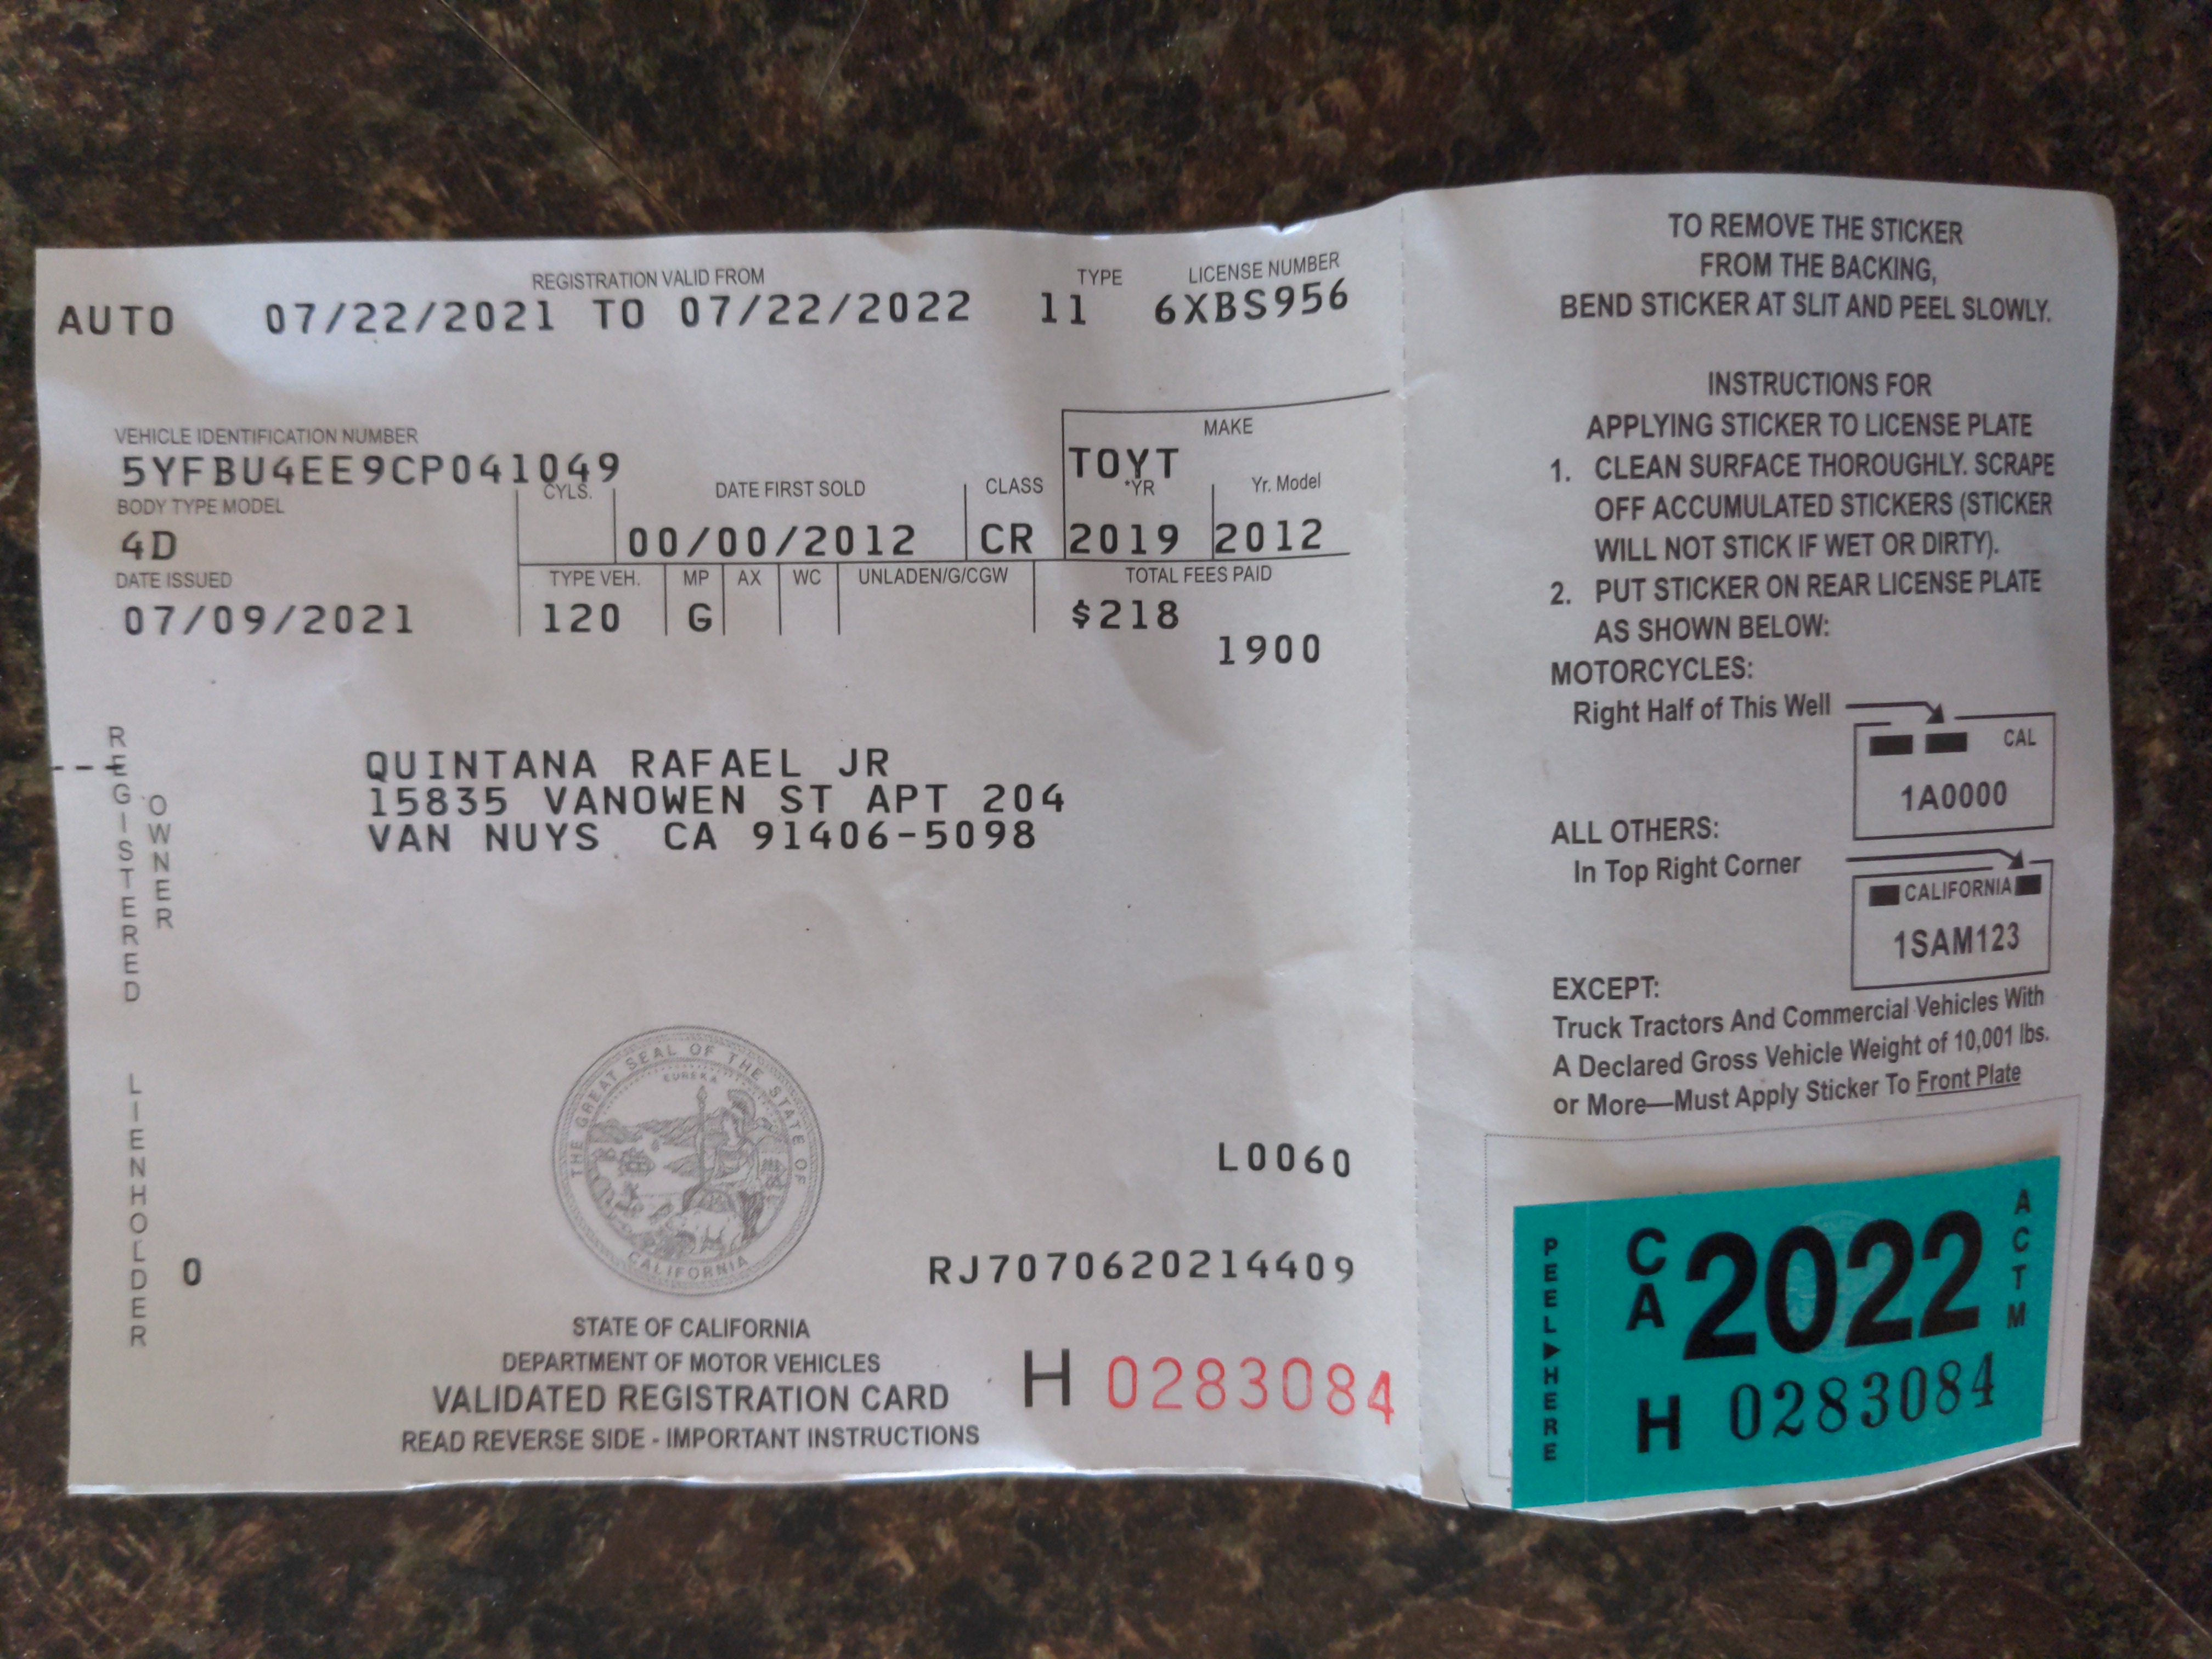 REGISTRATION VALID FROM TYPE LICENSE NUMBER
AUTO 07/22/2021 TO 07/22/2022 11 6XBS956
VEHICLE IDENTIFICATION NUMBER MAKE
5YFBU4EE9CP041049 TOYT
BODY TYPE MODEL CYLS. DATE FIRST SOLD CLASS *YR Yr. Model
4D 00/00/2012 CR 2019 2012
DATE ISSUED TYPE VEH. MP AX WC UNLADEN/G/CGW TOTAL FEES PAID
07/09/2021 120 G $218
1900
REGISTERED
OWNER
QUINTANA RAFAEL JR
15835 VANOWEN ST APT 204
VAN NUYS CA 91406-5098
LIENHOLDER
L0060
0 RJ7070620214409
THE GREAT SEAL OF THE STATE OF CALIFORNIA
EUREKA
STATE OF CALIFORNIA
DEPARTMENT OF MOTOR VEHICLES
VALIDATED REGISTRATION CARD
READ REVERSE SIDE - IMPORTANT INSTRUCTIONS
H 0283084
TO REMOVE THE STICKER
FROM THE BACKING,
BEND STICKER AT SLIT AND PEEL SLOWLY.
INSTRUCTIONS FOR
APPLYING STICKER TO LICENSE PLATE
1. CLEAN SURFACE THOROUGHLY. SCRAPE
OFF ACCUMULATED STICKERS (STICKER
WILL NOT STICK IF WET OR DIRTY).
2. PUT STICKER ON REAR LICENSE PLATE
AS SHOWN BELOW:
MOTORCYCLES:
Right Half of This Well
CAL
1A0000
ALL OTHERS:
In Top Right Corner
CALIFORNIA
1SAM123
EXCEPT:
Truck Tractors And Commercial Vehicles With
A Declared Gross Vehicle Weight of 10,001 lbs.
or More—Must Apply Sticker To Front Plate
PEEL
HERE
CA
2022
ACTM
H 0283084